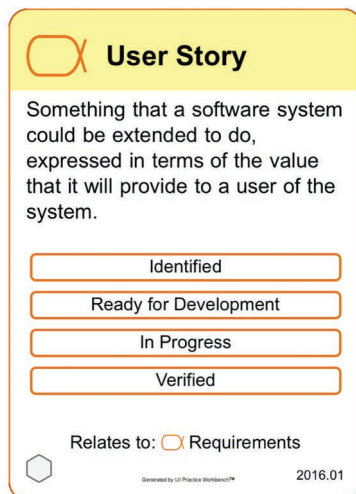 User Story
Something that a software system
could be extended to do,
expressed in terms of the value
that it will provide to a user of the
system.
Identified
Ready for Development
In Progress
Verified
Relates to: Requirements
Generated by IJI Practice Workbench™
2016.01